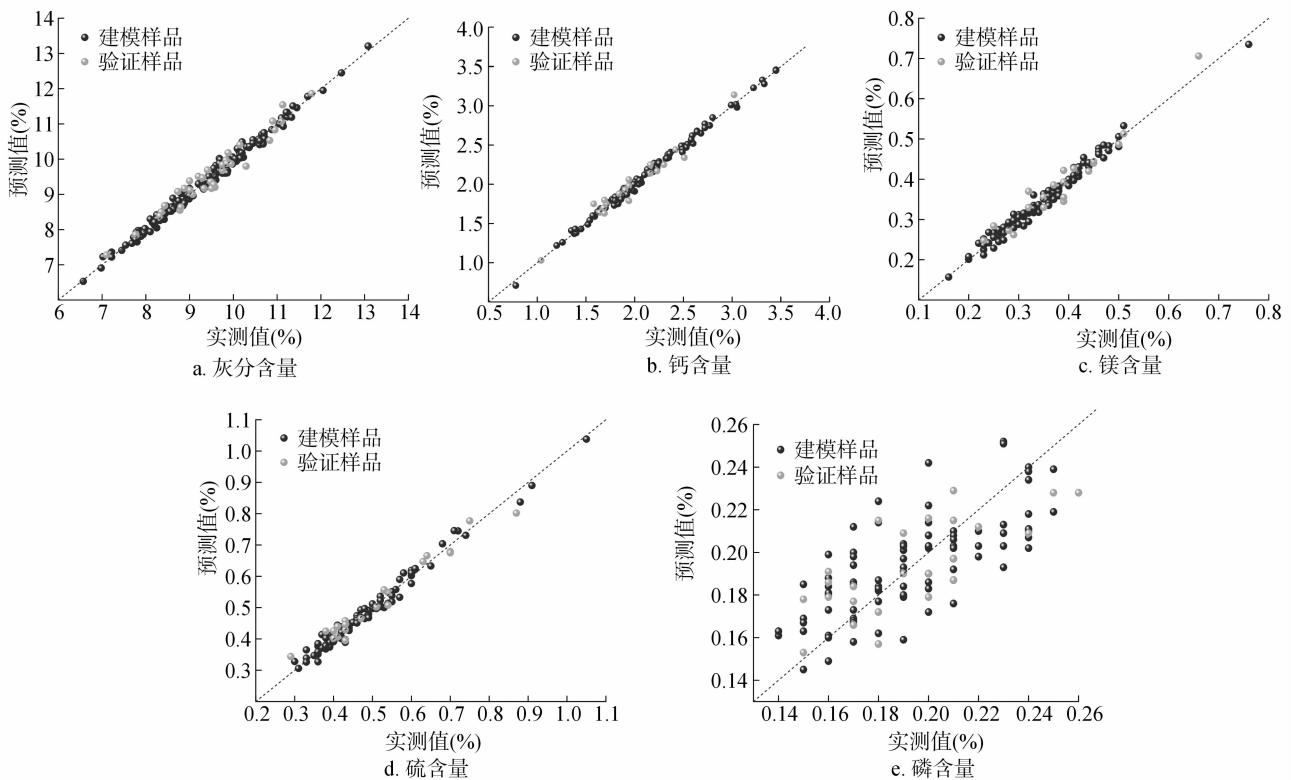 14
13
12
11
10
9
8
7
预测值(%)
建模样品
验证样品
6 7 8 9 10 11 12 13 14
实测值(%)
a. 灰分含量
4.0
3.5
3.0
2.5
2.0
1.5
1.0
预测值(%)
建模样品
验证样品
0.5 1.0 1.5 2.0 2.5 3.0 3.5 4.0
实测值(%)
b. 钙含量
0.8
0.7
0.6
0.5
0.4
0.3
0.2
预测值(%)
建模样品
验证样品
0.1 0.2 0.3 0.4 0.5 0.6 0.7 0.8
实测值(%)
c. 镁含量
1.1
1.0
0.9
0.8
0.7
0.6
0.5
0.4
0.3
预测值(%)
建模样品
验证样品
0.2 0.3 0.4 0.5 0.6 0.7 0.8 0.9 1.0 1.1
实测值(%)
d. 硫含量
0.26
0.24
0.22
0.20
0.18
0.16
0.14
预测值(%)
建模样品
验证样品
0.14 0.16 0.18 0.20 0.22 0.24 0.26
实测值(%)
e. 磷含量